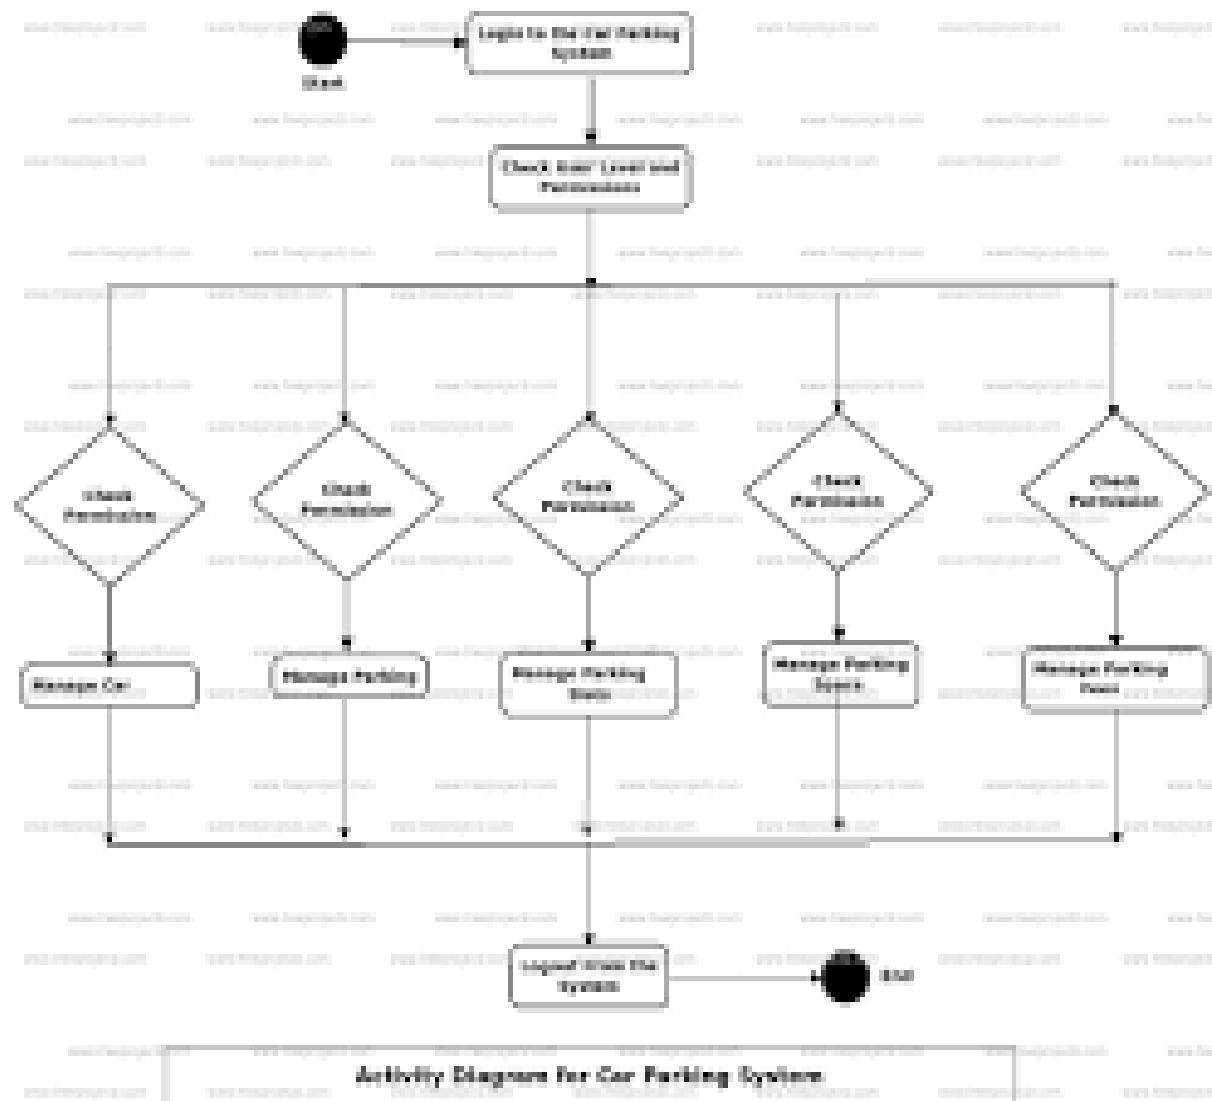 Login to the Car Parking
System
Start
Check User Level and
Permissions
Check
Permission
Check
Permission
Check
Permission
Check
Permission
Check
Permission
Manage Car
Manage Parking
Manage Parking
Slots
Manage Parking
Space
Manage Parking
Fees
Logout From The
System
End
Activity Diagram for Car Parking System